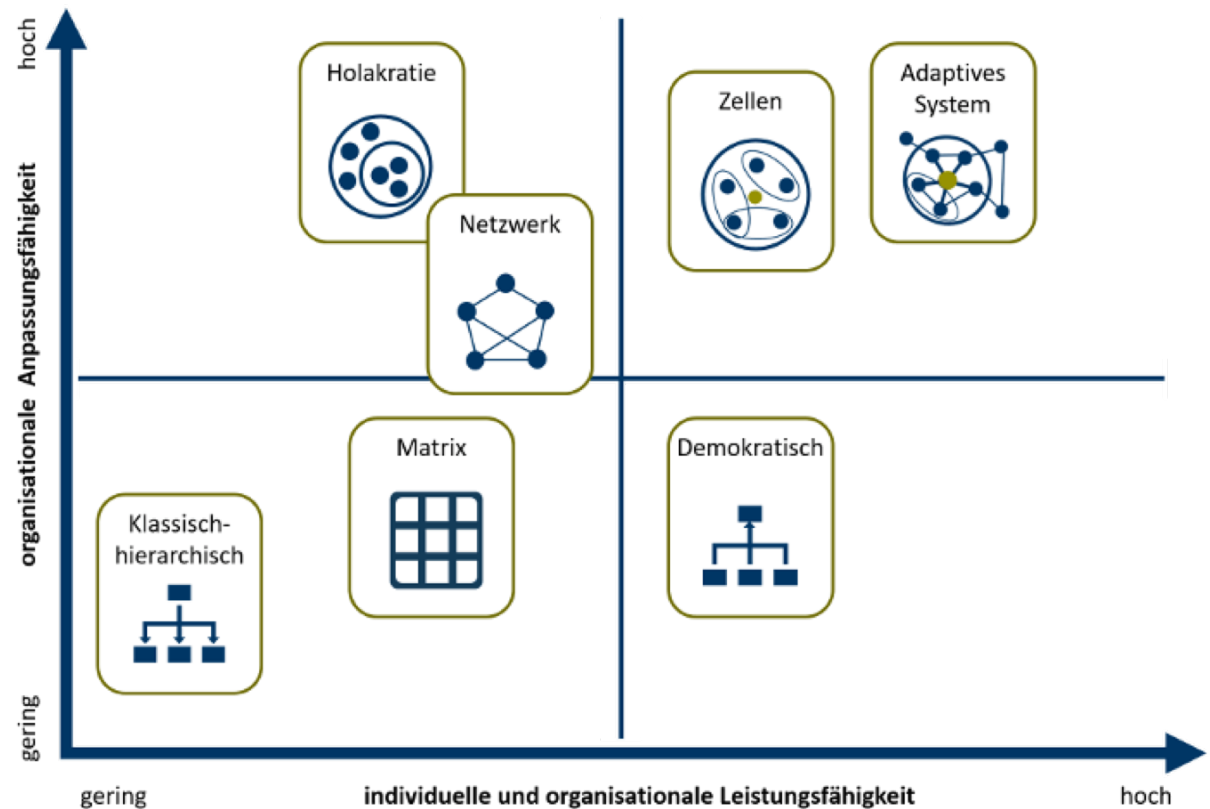 hoch
Holakratie
Zellen
Adaptives
System
Netzwerk
organisationale Anpassungsfähigkeit
Matrix
Demokratisch
Klassisch-
hierarchisch
gering
gering
individuelle und organisationale Leistungsfähigkeit
hoch